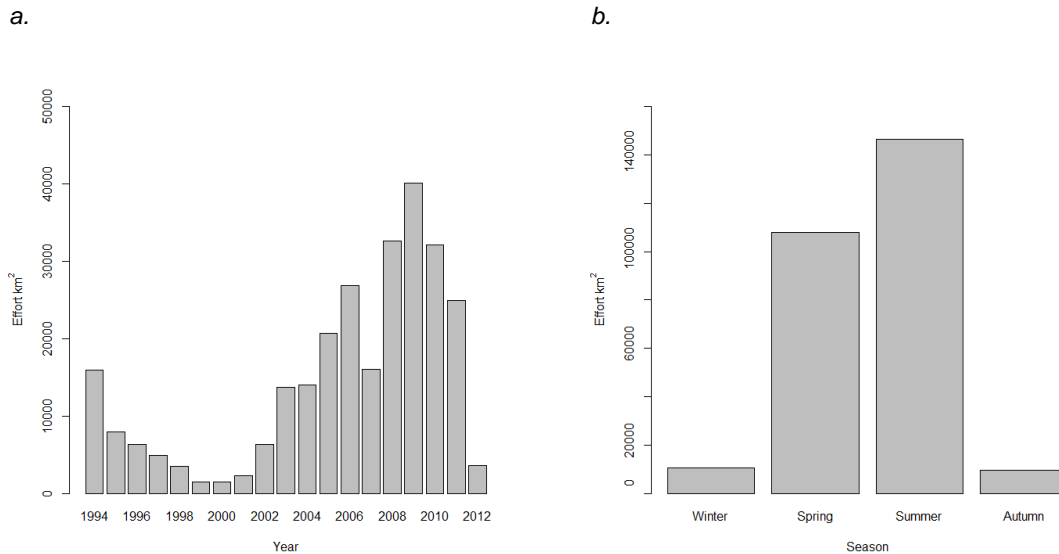 a.
50000
40000
30000
20000
10000
0
Effort km²
1994 1996 1998 2000 2002 2004 2006 2008 2010 2012
Year
b.
140000
100000
60000
20000
0
Effort km²
Winter Spring Summer Autumn
Season